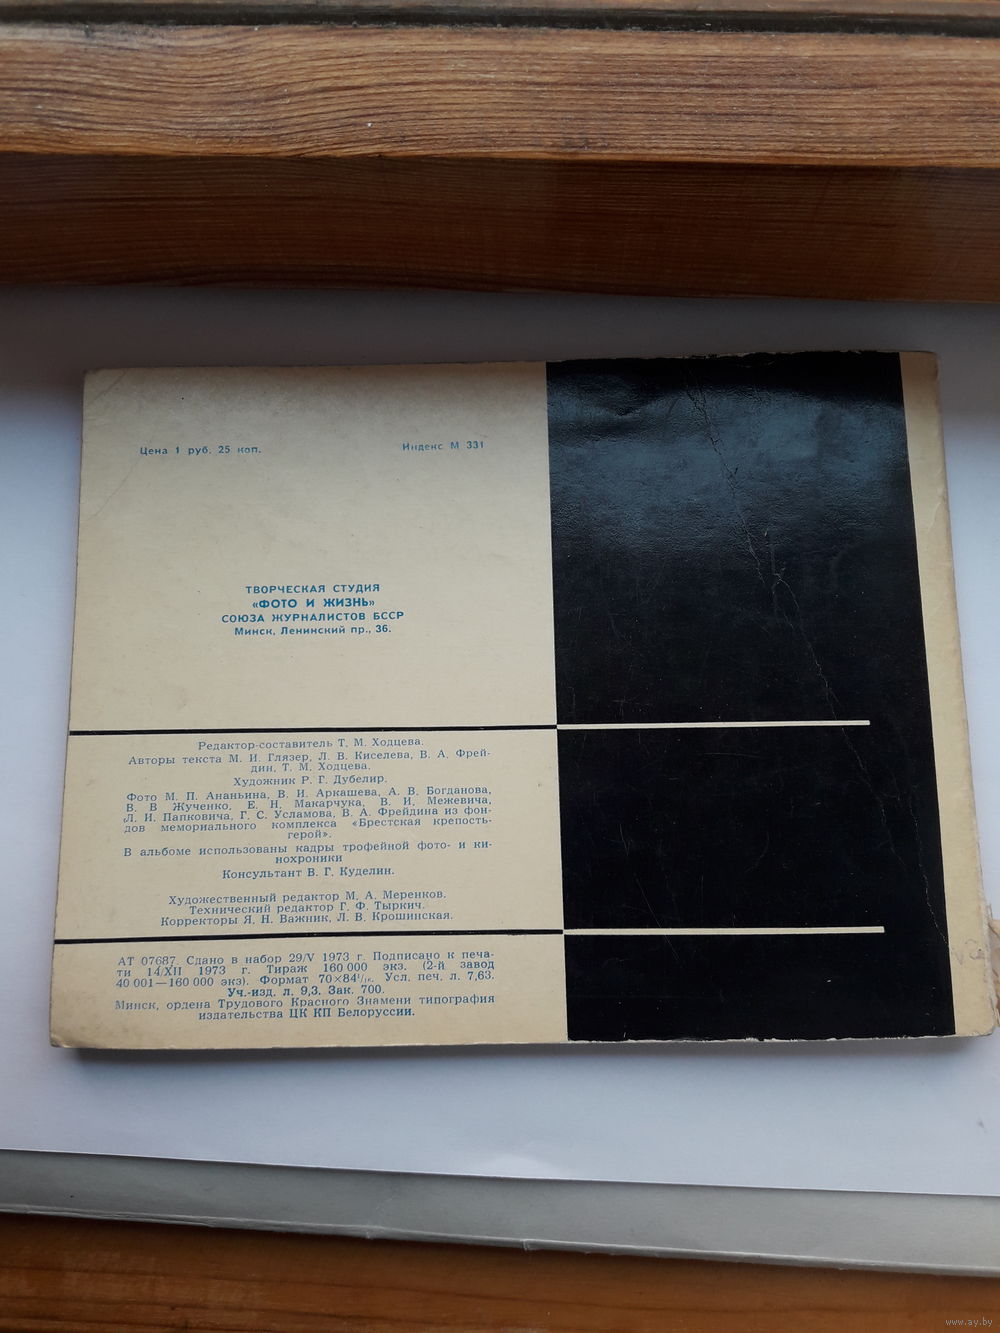 Цена 1 руб. 25 коп.
Индекс М 331
ТВОРЧЕСКАЯ СТУДИЯ
«ФОТО И ЖИЗНЬ»
СОЮЗА ЖУРНАЛИСТОВ БССР
Минск, Ленинский пр., 36.
Редактор-составитель Т. М. Ходцева.
Авторы текста М. И. Глязер, Л. В. Киселева, В. А. Фрей-
дин, Т. М. Ходцева.
Художник Р. Г. Дубелир.
Фото М. П. Ананьина, В. И. Аркашева, А. В. Богданова,
В. В Жученко, Е. Н. Макарчука, В. И. Межевича,
Л. И. Папковича, Г. С. Усламова, В. А. Фрейдина из фон-
дов мемориального комплекса «Брестская крепость-
герой».
В альбоме использованы кадры трофейной фото- и ки-
нохроники
Консультант В. Г. Куделин.
Художественный редактор М. А. Меренков.
Технический редактор Г. Ф. Тыркич.
Корректоры Я. Н. Важник, Л. В. Крошинская.
АТ 07687. Сдано в набор 29/V 1973 г. Подписано к печа-
ти 14/XII 1973 г. Тираж 160 000 экз. (2-й завод
40 001—160 000 экз). Формат 70×84¹/₁₆. Усл. печ. л. 7,63.
Уч.-изд. л. 9,3. Зак. 700.
Минск, ордена Трудового Красного Знамени типография
издательства ЦК КП Белоруссии.
www.ay.by